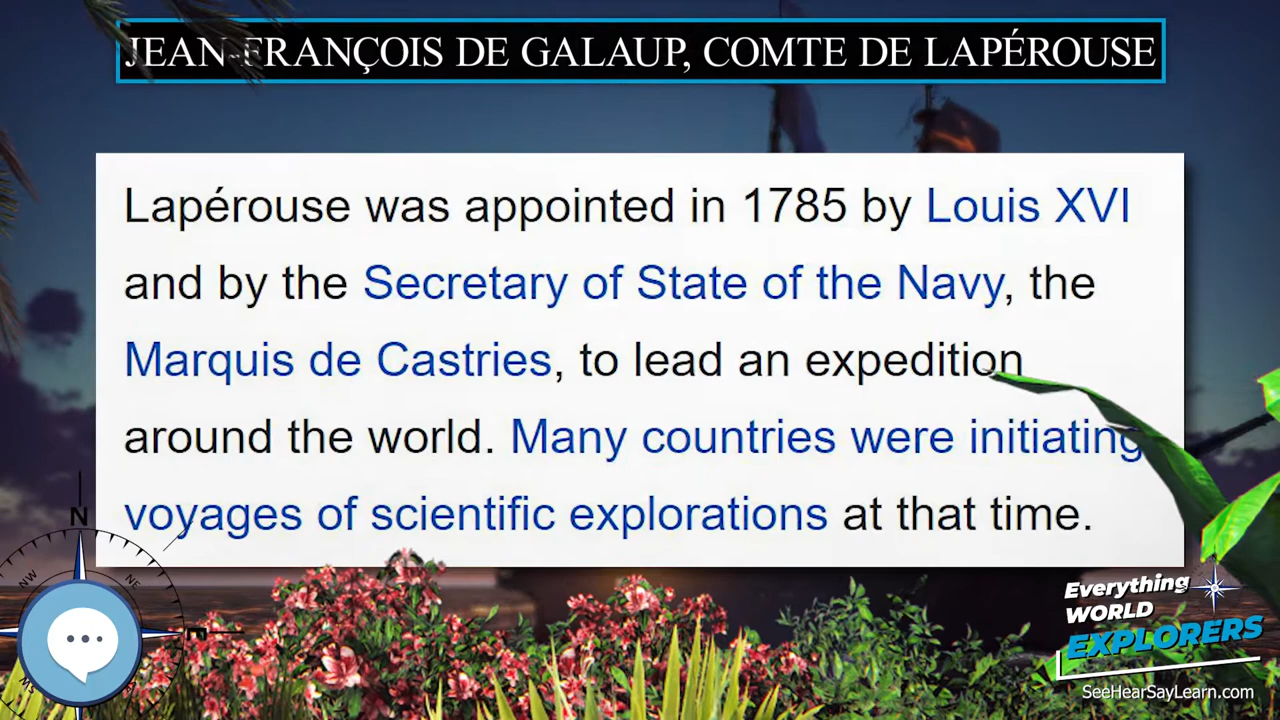 JEAN-FRANÇOIS DE GALAUP, COMTE DE LAPÉROUSE
Lapérouse was appointed in 1785 by Louis XVI
and by the Secretary of State of the Navy, the
Marquis de Castries, to lead an expedition
around the world. Many countries were initiating
voyages of scientific explorations at that time.
N
NW
NE
E
Everything
WORLD
EXPLORERS
SeeHearSayLearn.com